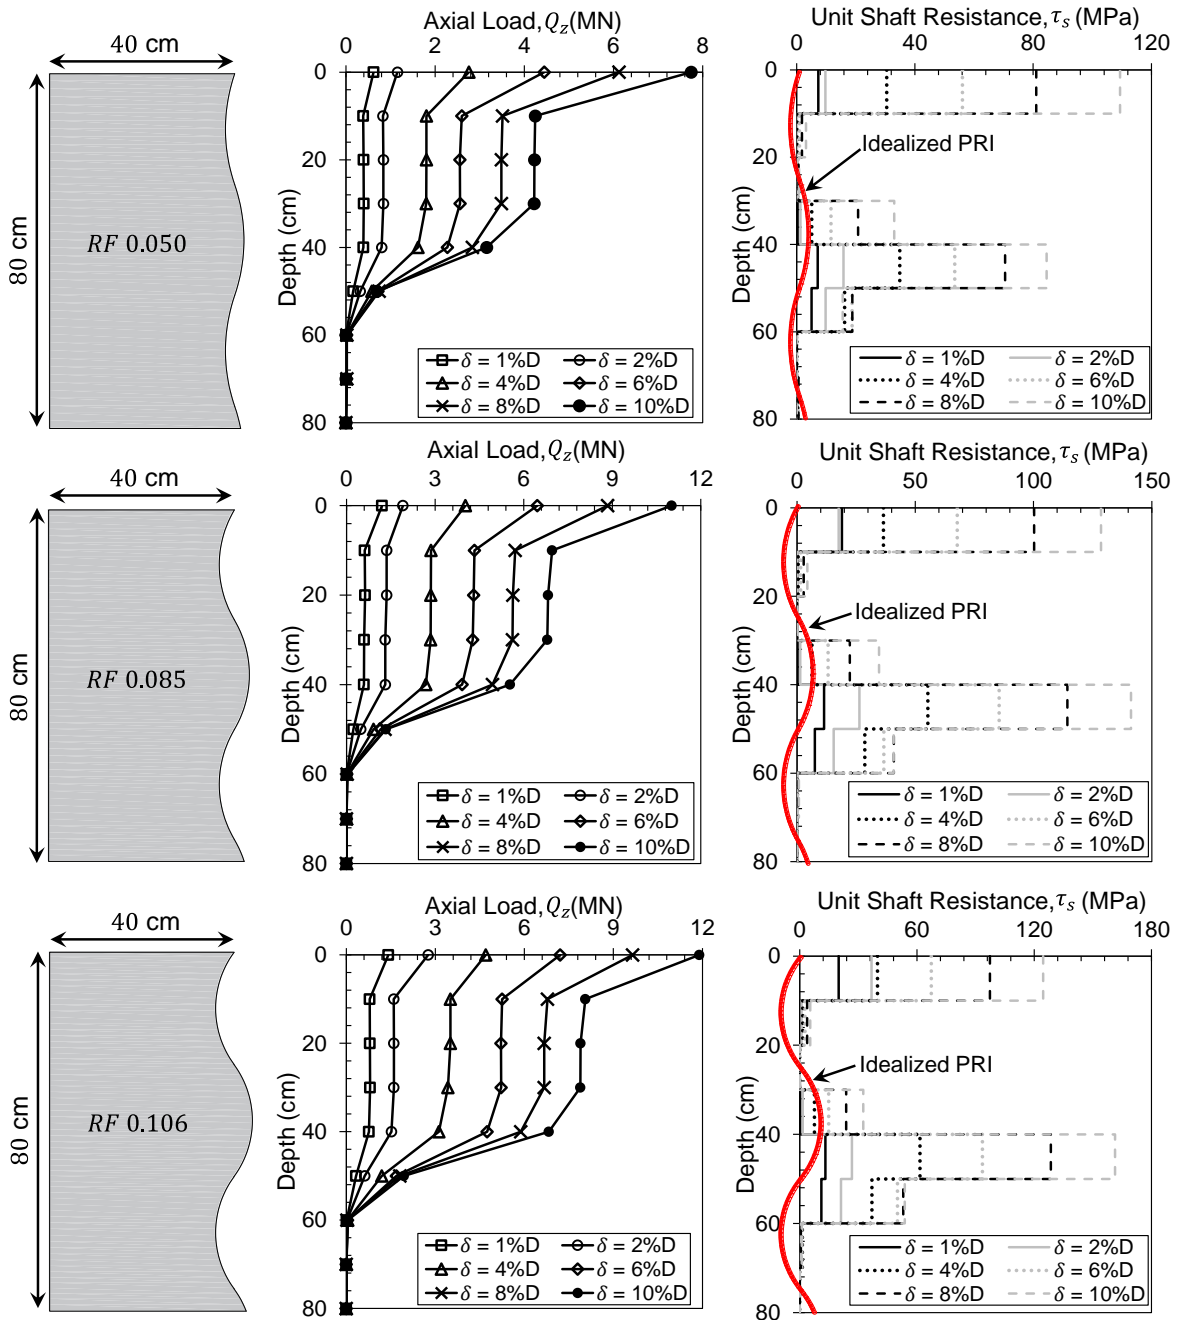 40 cm
80 cm
RF 0.050
Axial Load, Q_z(MN)
0 2 4 6 8
0
20
40
60
80
Depth (cm)
δ = 1%D δ = 2%D
δ = 4%D δ = 6%D
δ = 8%D δ = 10%D
Unit Shaft Resistance, τ_s (MPa)
0 40 80 120
0
20
40
60
80
Depth (cm)
Idealized PRI
δ = 1%D δ = 2%D
δ = 4%D δ = 6%D
δ = 8%D δ = 10%D
40 cm
80 cm
RF 0.085
Axial Load, Q_z(MN)
0 3 6 9 12
0
20
40
60
80
Depth (cm)
δ = 1%D δ = 2%D
δ = 4%D δ = 6%D
δ = 8%D δ = 10%D
Unit Shaft Resistance, τ_s (MPa)
0 50 100 150
0
20
40
60
80
Depth (cm)
Idealized PRI
δ = 1%D δ = 2%D
δ = 4%D δ = 6%D
δ = 8%D δ = 10%D
40 cm
80 cm
RF 0.106
Axial Load, Q_z(MN)
0 3 6 9 12
0
20
40
60
80
Depth (cm)
δ = 1%D δ = 2%D
δ = 4%D δ = 6%D
δ = 8%D δ = 10%D
Unit Shaft Resistance, τ_s (MPa)
0 60 120 180
0
20
40
60
80
Depth (cm)
Idealized PRI
δ = 1%D δ = 2%D
δ = 4%D δ = 6%D
δ = 8%D δ = 10%D